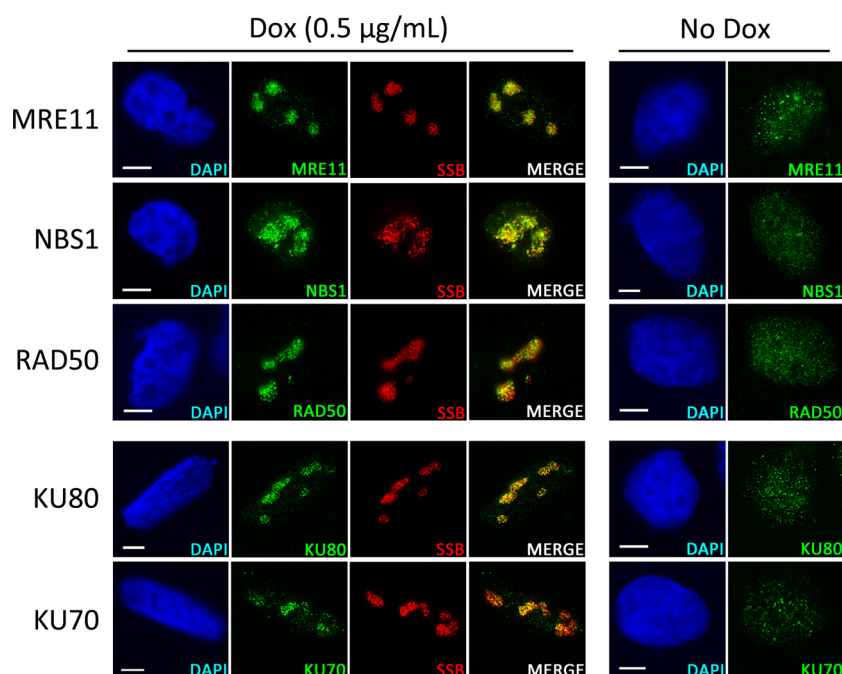 Dox (0.5 µg/mL) No Dox
MRE11
DAPI MRE11 SSB MERGE DAPI MRE11
NBS1
DAPI NBS1 SSB MERGE DAPI NBS1
RAD50
DAPI RAD50 SSB MERGE DAPI RAD50
KU80
DAPI KU80 SSB MERGE DAPI KU80
KU70
DAPI KU70 SSB MERGE DAPI KU70